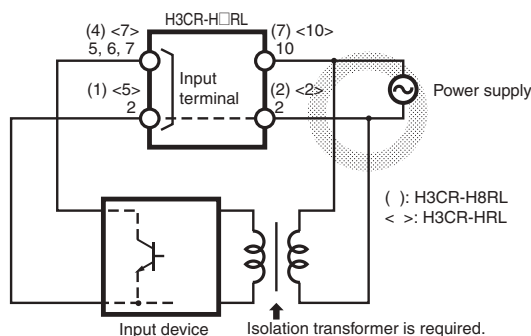 H3CR-H□RL
(4) <7>
(7) <10>
5, 6, 7
10
Input
terminal
(1) <5>
(2) <2>
2
2
Power supply
( ): H3CR-H8RL
< >: H3CR-HRL
Input device
Isolation transformer is required.